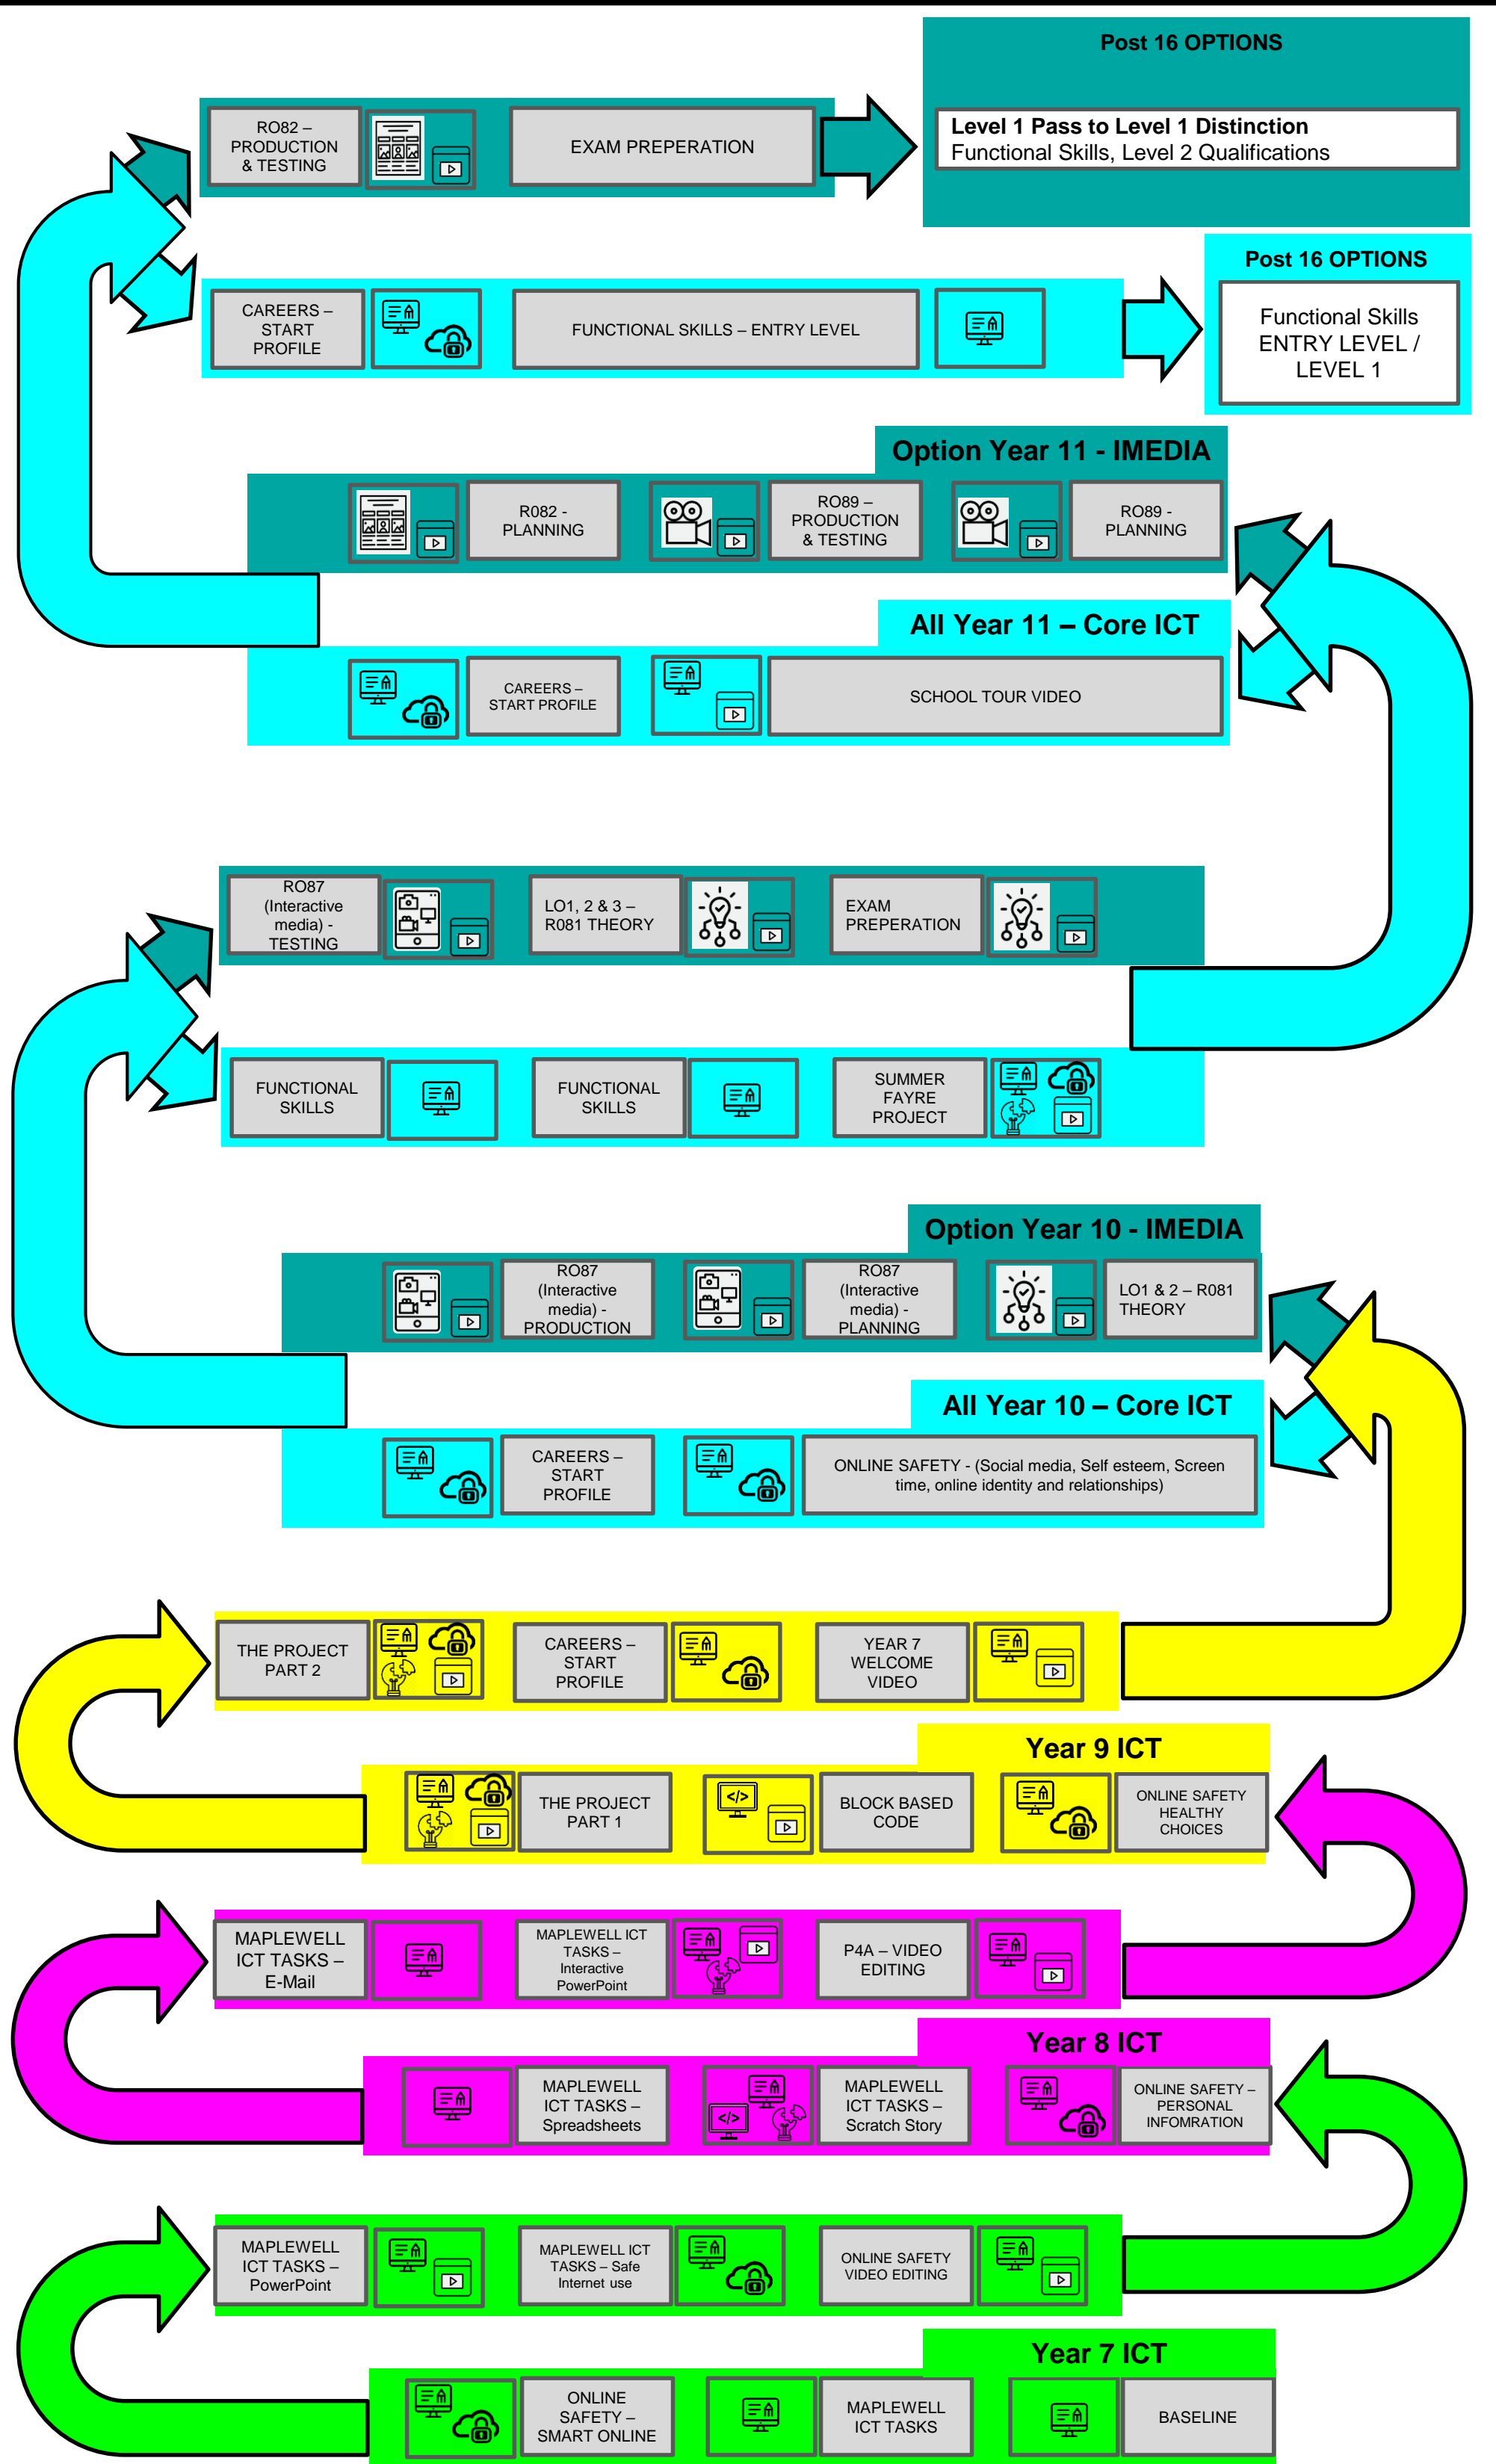 Post 16 OPTIONS
Level 1 Pass to Level 1 Distinction
Functional Skills, Level 2 Qualifications
RO82 –
PRODUCTION
& TESTING
EXAM PREPERATION
Post 16 OPTIONS
Functional Skills
ENTRY LEVEL /
LEVEL 1
CAREERS –
START
PROFILE
FUNCTIONAL SKILLS – ENTRY LEVEL
Option Year 11 - IMEDIA
R082 -
PLANNING
RO89 –
PRODUCTION
& TESTING
RO89 -
PLANNING
All Year 11 – Core ICT
CAREERS –
START PROFILE
SCHOOL TOUR VIDEO
RO87
(Interactive
media) -
TESTING
LO1, 2 & 3 –
R081 THEORY
EXAM
PREPERATION
FUNCTIONAL
SKILLS
FUNCTIONAL
SKILLS
SUMMER
FAYRE
PROJECT
Option Year 10 - IMEDIA
RO87
(Interactive
media) -
PRODUCTION
RO87
(Interactive
media) -
PLANNING
LO1 & 2 – R081
THEORY
All Year 10 – Core ICT
CAREERS –
START
PROFILE
ONLINE SAFETY - (Social media, Self esteem, Screen
time, online identity and relationships)
THE PROJECT
PART 2
CAREERS –
START
PROFILE
YEAR 7
WELCOME
VIDEO
Year 9 ICT
THE PROJECT
PART 1
BLOCK BASED
CODE
ONLINE SAFETY
HEALTHY
CHOICES
MAPLEWELL
ICT TASKS –
E-Mail
MAPLEWELL ICT
TASKS –
Interactive
PowerPoint
P4A – VIDEO
EDITING
Year 8 ICT
MAPLEWELL
ICT TASKS –
Spreadsheets
MAPLEWELL
ICT TASKS –
Scratch Story
ONLINE SAFETY –
PERSONAL
INFOMRATION
MAPLEWELL
ICT TASKS –
PowerPoint
MAPLEWELL ICT
TASKS – Safe
Internet use
ONLINE SAFETY
VIDEO EDITING
Year 7 ICT
ONLINE
SAFETY –
SMART ONLINE
MAPLEWELL
ICT TASKS
BASELINE